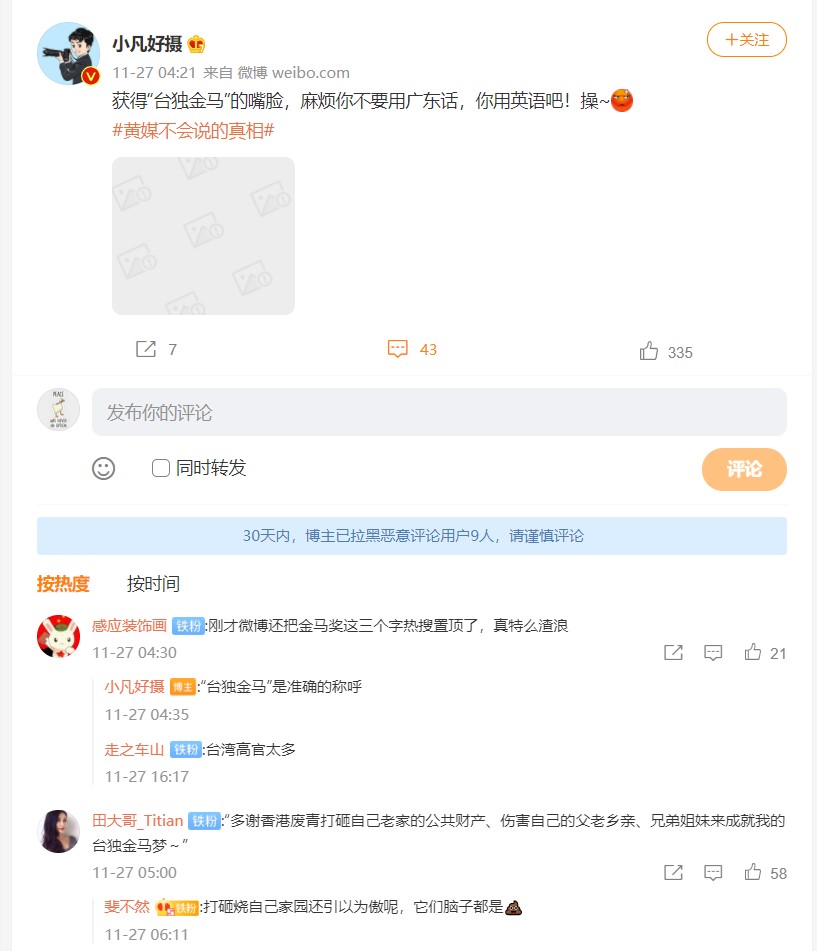 小凡好摄
+关注
11-27 04:21 来自 微博 weibo.com
获得“台独金马”的嘴脸，麻烦你不要用广东话，你用英语吧！操~
#黄媒不会说的真相#
7
43
335
发布你的评论
同时转发
评论
30天内，博主已拉黑恶意评论用户9人，请谨慎评论
按热度 按时间
感应装饰画 铁粉:刚才微博还把金马奖这三个字热搜置顶了，真特么渣浪
11-27 04:30
21
小凡好摄 博主:“台独金马”是准确的称呼
11-27 04:35
走之车山 铁粉:台湾高官太多
11-27 16:17
田大哥_Titian 铁粉:“多谢香港废青打砸自己老家的公共财产、伤害自己的父老乡亲、兄弟姐妹来成就我的
台独金马梦～”
11-27 05:00
58
斐不然 铁粉:打砸烧自己家园还引以为傲呢，它们脑子都是
11-27 06:11